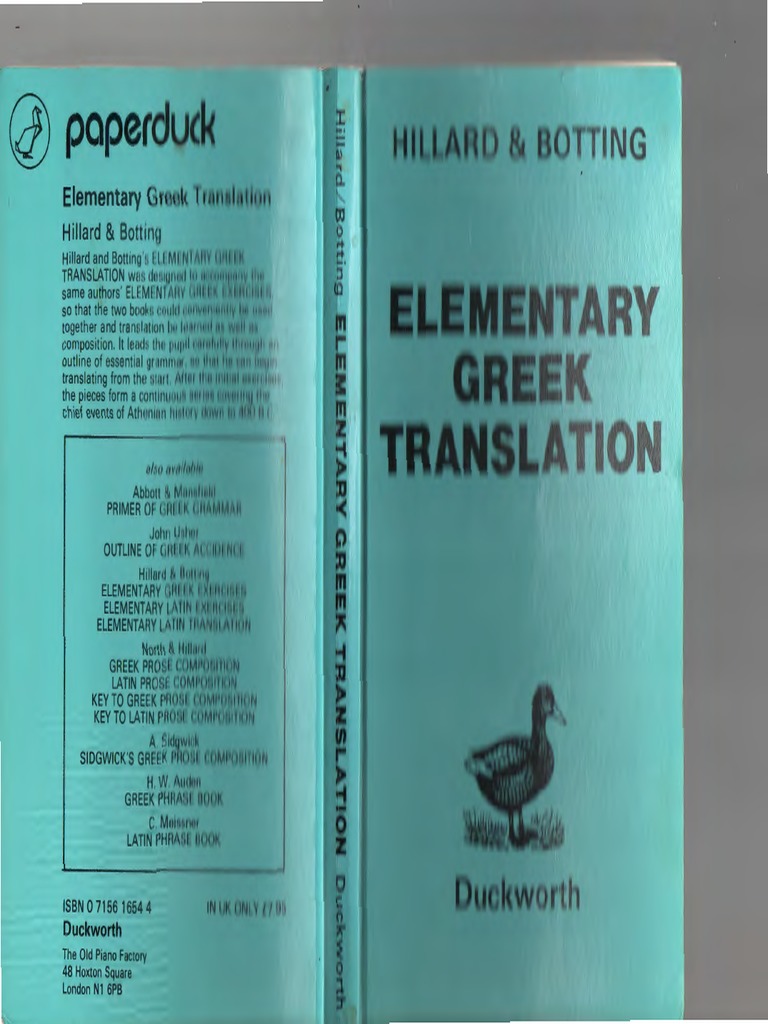 paperduck
Elementary Greek Translation
Hillard & Botting
Hillard and Botting's ELEMENTARY GREEK
TRANSLATION was designed to accompany the
same authors' ELEMENTARY GREEK EXERCISES,
so that the two books could conveniently be used
together and translation be learned as well as
composition. It leads the pupil carefully through an
outline of essential grammar, so that he can begin
translating from the start. After the initial exercises,
the pieces form a continuous series covering the
chief events of Athenian history down to 400 B.C.
also available
Abbott & Mansfield
PRIMER OF GREEK GRAMMAR
John Usher
OUTLINE OF GREEK ACCIDENCE
Hillard & Botting
ELEMENTARY GREEK EXERCISES
ELEMENTARY LATIN EXERCISES
ELEMENTARY LATIN TRANSLATION
North & Hillard
GREEK PROSE COMPOSITION
LATIN PROSE COMPOSITION
KEY TO GREEK PROSE COMPOSITION
KEY TO LATIN PROSE COMPOSITION
A. Sidgwick
SIDGWICK'S GREEK PROSE COMPOSITION
H. W. Auden
GREEK PHRASE BOOK
C. Meissner
LATIN PHRASE BOOK
ISBN 0 7156 1654 4 IN UK ONLY £7.95
Duckworth
The Old Piano Factory
48 Hoxton Square
London N1 6PB
Hillard/Botting ELEMENTARY GREEK TRANSLATION Duckworth
HILLARD & BOTTING
ELEMENTARY
GREEK
TRANSLATION
Duckworth